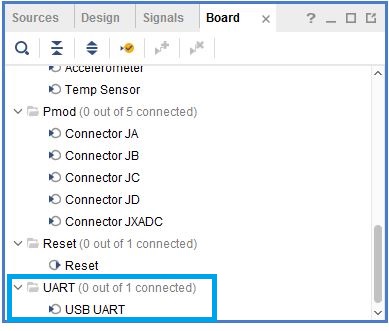 Sources Design Signals Board × ? _
Accelerometer
Temp Sensor
Pmod (0 out of 5 connected)
Connector JA
Connector JB
Connector JC
Connector JD
Connector JXADC
Reset (0 out of 1 connected)
Reset
UART (0 out of 1 connected)
USB UART